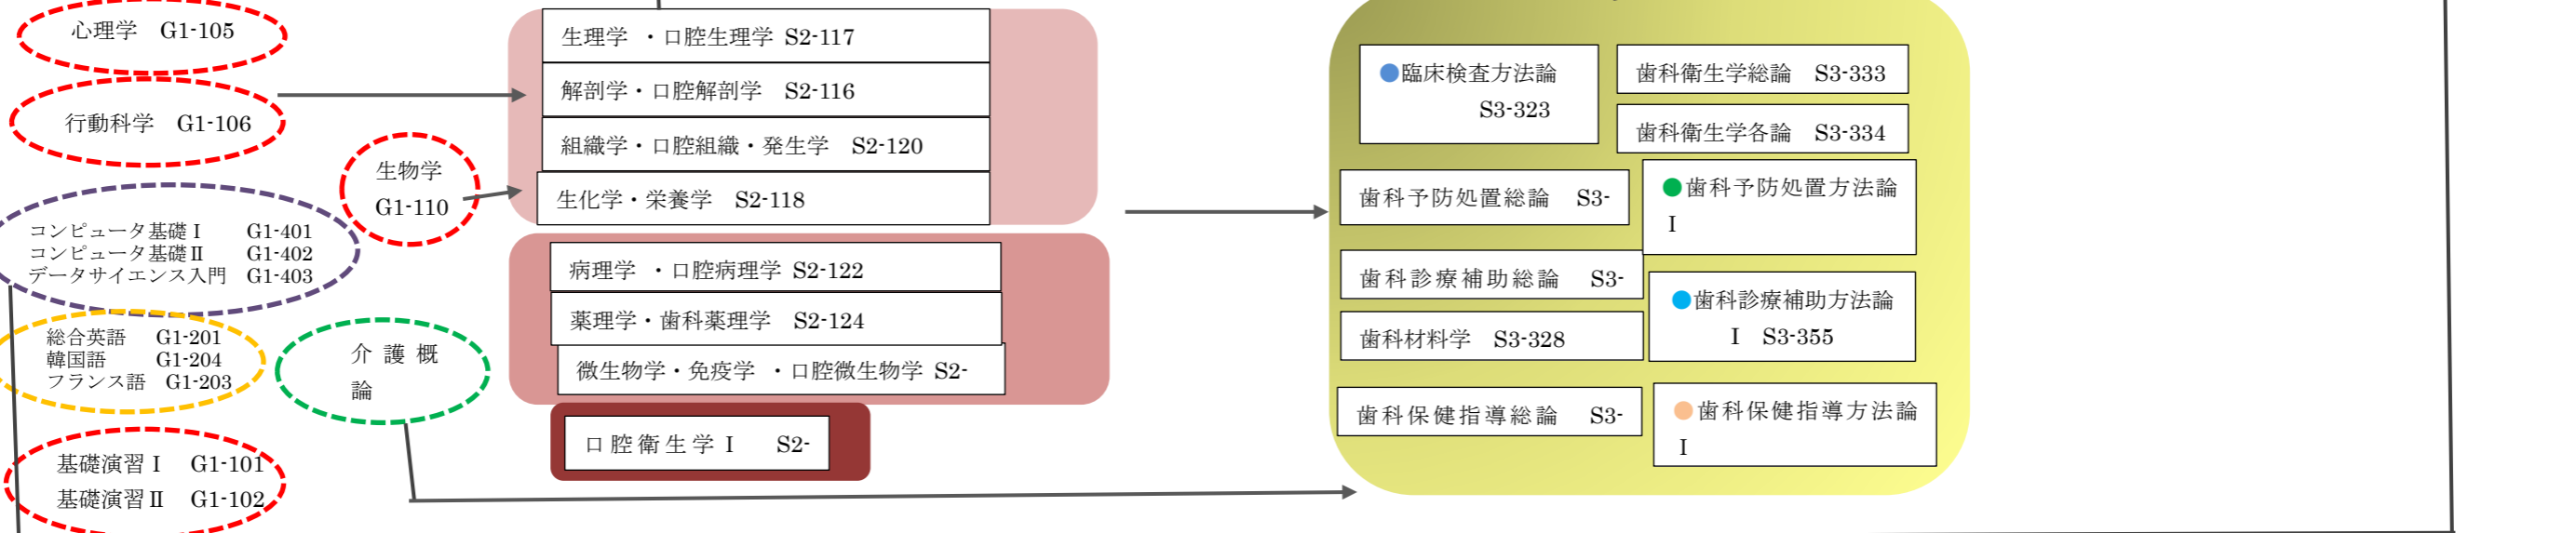 心理学 G1-105
行動科学 G1-106
生物学
G1-110
コンピュータ基礎Ⅰ G1-401
コンピュータ基礎Ⅱ G1-402
データサイエンス入門 G1-403
総合英語 G1-201
韓国語 G1-204
フランス語 G1-203
介護概
論
基礎演習Ⅰ G1-101
基礎演習Ⅱ G1-102
生理学 ・口腔生理学 S2-117
解剖学・口腔解剖学 S2-116
組織学・口腔組織・発生学 S2-120
生化学・栄養学 S2-118
病理学 ・口腔病理学 S2-122
薬理学・歯科薬理学 S2-124
微生物学・免疫学 ・口腔微生物学 S2-
口腔衛生学Ⅰ S2-
●臨床検査方法論
S3-323
歯科衛生学総論 S3-333
歯科衛生学各論 S3-334
歯科予防処置総論 S3-
●歯科予防処置方法論
Ⅰ
歯科診療補助総論 S3-
●歯科診療補助方法論
Ⅰ S3-355
歯科材料学 S3-328
歯科保健指導総論 S3-
●歯科保健指導方法論
Ⅰ